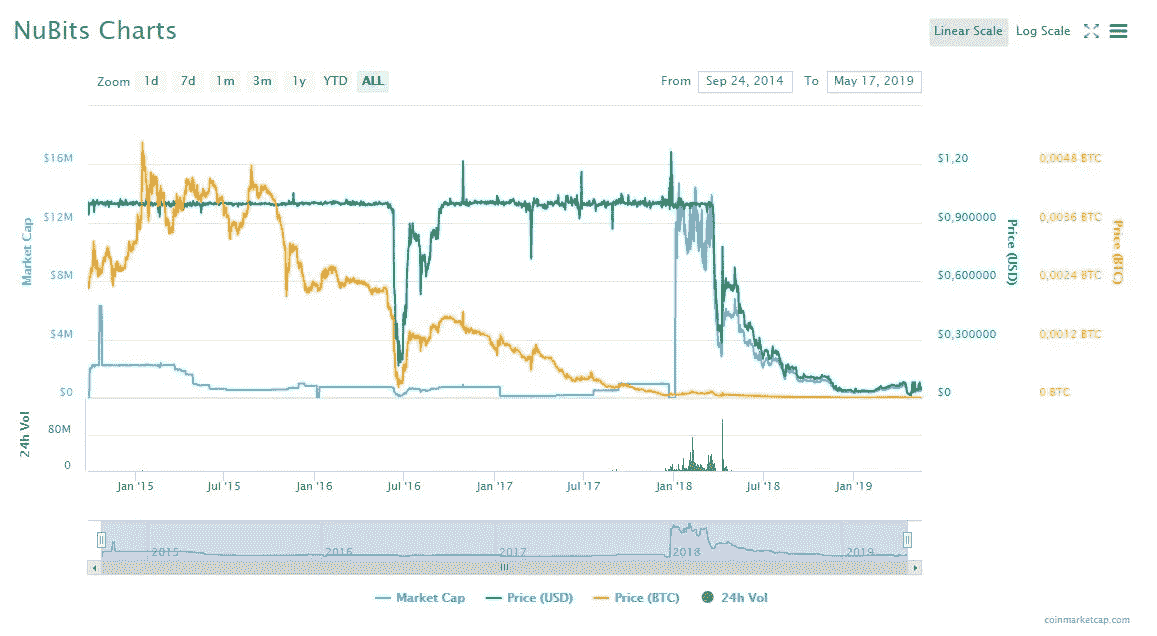 NuBits Charts
Linear Scale Log Scale
Zoom 1d 7d 1m 3m 1y YTD ALL
From Sep 24, 2014 To May 17, 2019
$16M $1,20 0,0048 BTC
$12M $0,900000 0,0036 BTC
Market Cap Price (USD) Price (BTC)
$8M $0,600000 0,0024 BTC
$4M $0,300000 0,0012 BTC
$0 $0 0 BTC
24h Vol
80M
0
Jan '15 Jul '15 Jan '16 Jul '16 Jan '17 Jul '17 Jan '18 Jul '18 Jan '19
2015 2016 2017 2018 2019
Market Cap Price (USD) Price (BTC) 24h Vol
coinmarketcap.com